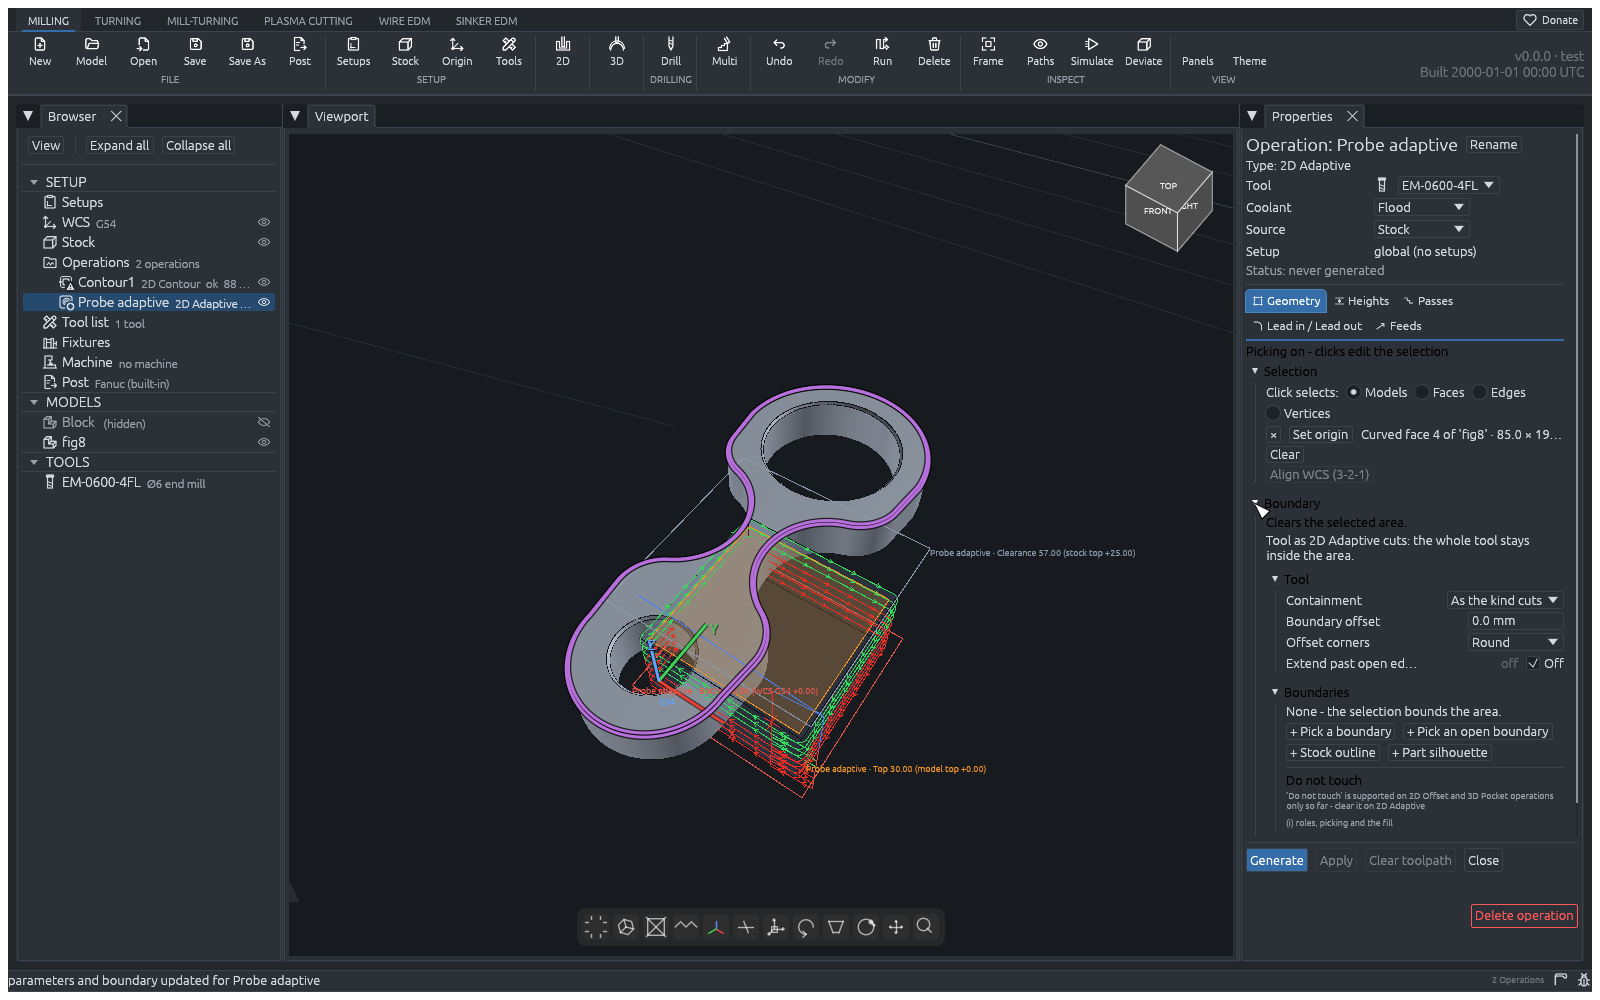 MILLING TURNING MILL-TURNING PLASMA CUTTING WIRE EDM SINKER EDM Donate
New Model Open Save Save As Post Setups Stock Origin Tools 2D 3D Drill Multi Undo Redo Run Delete Frame Paths Simulate Deviate Panels Theme
FILE SETUP DRILLING MODIFY INSPECT VIEW
v0.0.0 · test
Built 2000-01-01 00:00 UTC
Browser
View Expand all Collapse all
SETUP
Setups
WCS G54
Stock
Operations 2 operations
Contour1 2D Contour ok 88 ...
Probe adaptive 2D Adaptive ...
Tool list 1 tool
Fixtures
Machine no machine
Post Fanuc (built-in)
MODELS
Block (hidden)
fig8
TOOLS
EM-0600-4FL Ø6 end mill
Viewport
TOP
FRONT
Probe adaptive · Clearance 57.00 (stock top +25.00)
Y
Probe adaptive · Top 30.00 (model top +0.00)
Properties
Operation: Probe adaptive Rename
Type: 2D Adaptive
Tool EM-0600-4FL
Coolant Flood
Source Stock
Setup global (no setups)
Status: never generated
Geometry Heights Passes
Lead in / Lead out Feeds
Picking on - clicks edit the selection
Selection
Click selects: Models Faces Edges
Vertices
× Set origin Curved face 4 of 'fig8' · 85.0 × 19...
Clear
Align WCS (3-2-1)
Boundary
Clears the selected area.
Tool as 2D Adaptive cuts: the whole tool stays
inside the area.
Tool
Containment As the kind cuts
Boundary offset 0.0 mm
Offset corners Round
Extend past open ed... off Off
Boundaries
None - the selection bounds the area.
+ Pick a boundary + Pick an open boundary
+ Stock outline + Part silhouette
Do not touch
'Do not touch' is supported on 2D Offset and 3D Pocket operations
only so far - clear it on 2D Adaptive
(i) roles, picking and the fill
Generate Apply Clear toolpath Close
Delete operation
parameters and boundary updated for Probe adaptive
2 Operations